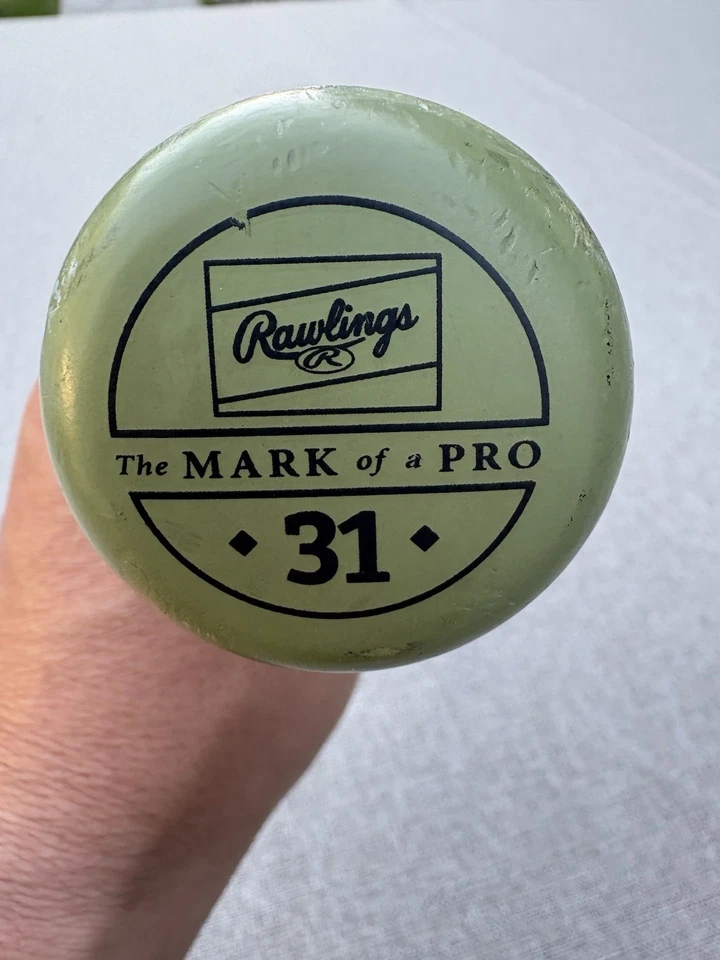 Rawlings
R
The MARK of a PRO
31